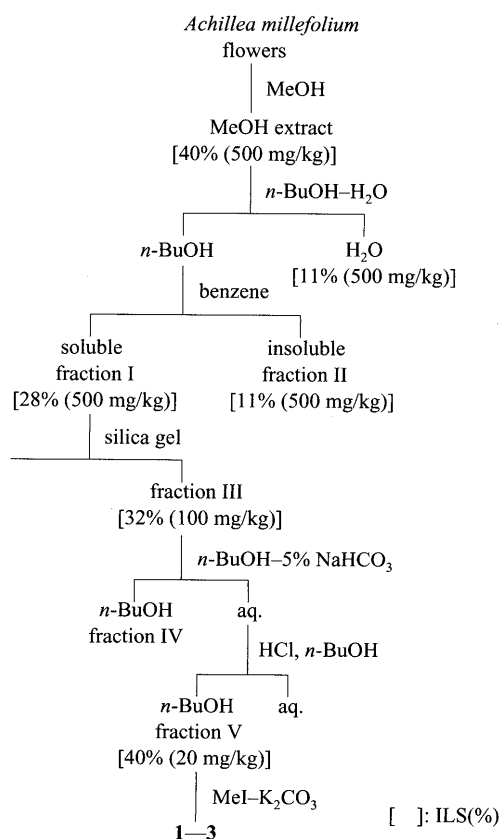 Achillea millefolium
flowers
MeOH
MeOH extract
[40% (500 mg/kg)]
n-BuOH–H₂O
n-BuOH
H₂O
[11% (500 mg/kg)]
benzene
soluble
fraction I
[28% (500 mg/kg)]
insoluble
fraction II
[11% (500 mg/kg)]
silica gel
fraction III
[32% (100 mg/kg)]
n-BuOH–5% NaHCO₃
n-BuOH
fraction IV
aq.
HCl, n-BuOH
n-BuOH
fraction V
[40% (20 mg/kg)]
aq.
MeI–K₂CO₃
1—3
[ ]: ILS(%)